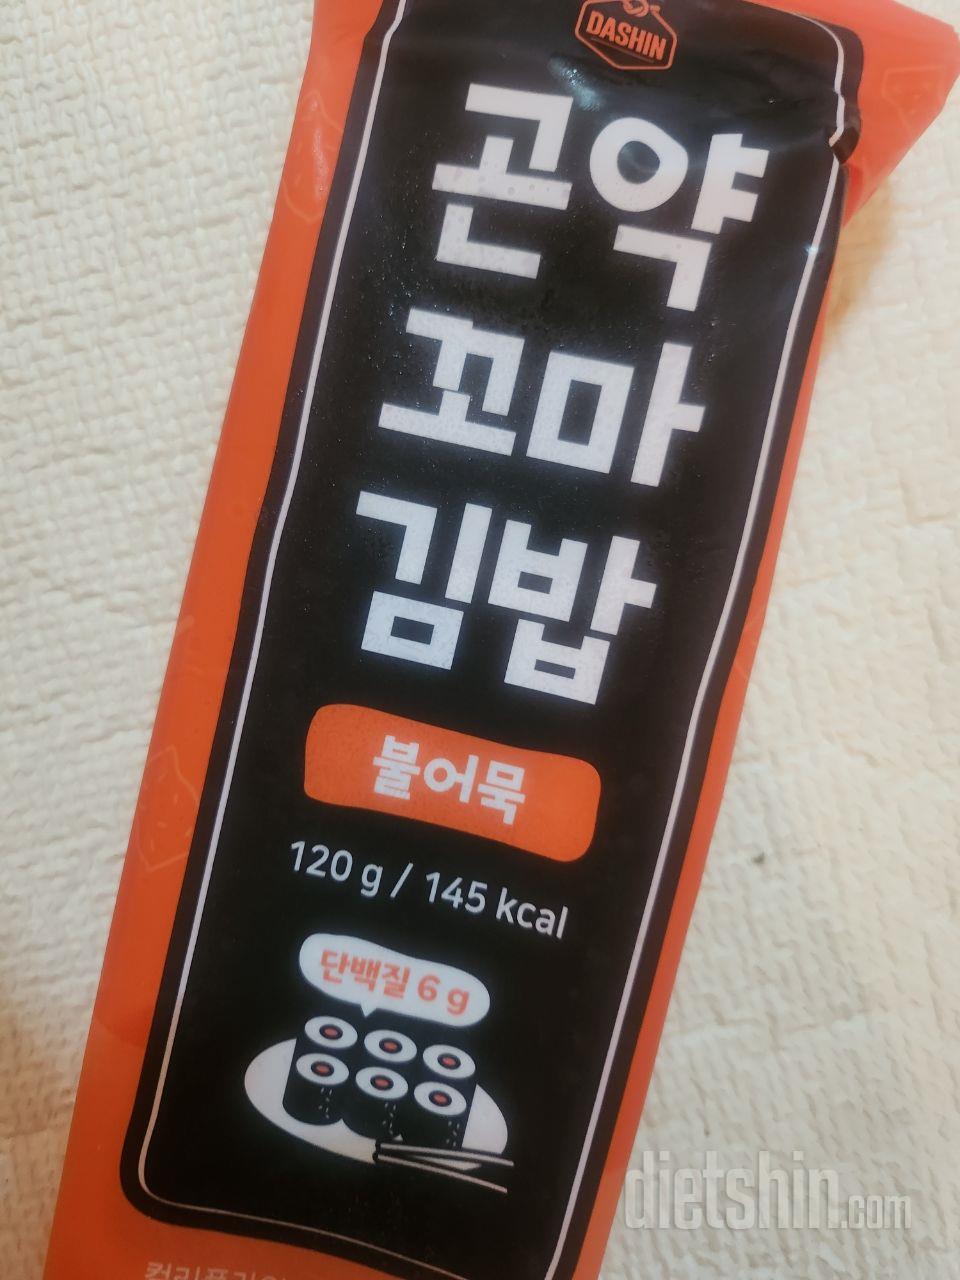 DASHIN
곤약
꼬마
김밥
불어묵
120 g / 145 kcal
단백질 6 g
dietshin.com